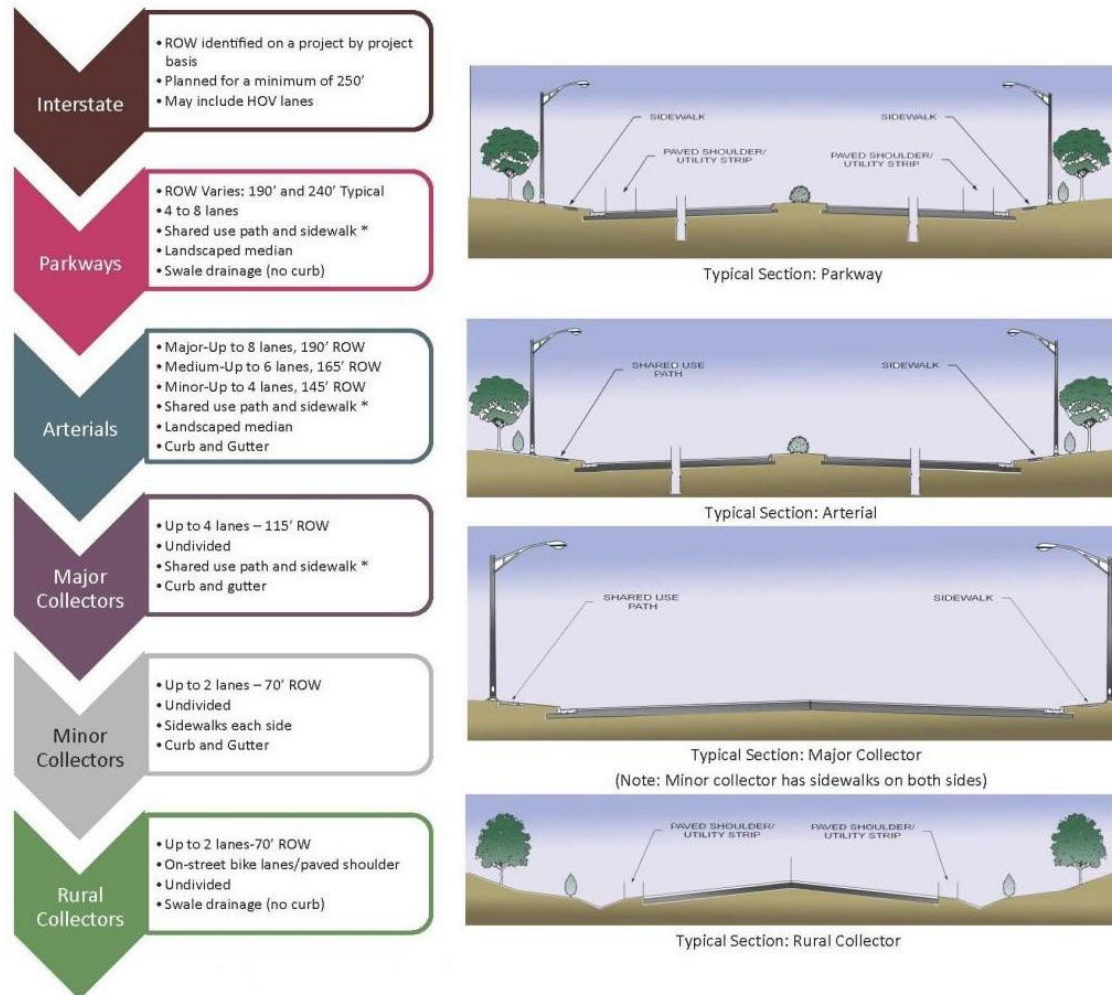 Interstate
• ROW identified on a project by project
basis
• Planned for a minimum of 250’
• May include HOV lanes
Parkways
• ROW Varies: 190’ and 240’ Typical
• 4 to 8 lanes
• Shared use path and sidewalk *
• Landscaped median
• Swale drainage (no curb)
Arterials
• Major-Up to 8 lanes, 190’ ROW
• Medium-Up to 6 lanes, 165’ ROW
• Minor-Up to 4 lanes, 145’ ROW
• Shared use path and sidewalk *
• Landscaped median
• Curb and Gutter
Major
Collectors
• Up to 4 lanes – 115’ ROW
• Undivided
• Shared use path and sidewalk *
• Curb and gutter
Minor
Collectors
• Up to 2 lanes – 70’ ROW
• Undivided
• Sidewalks each side
• Curb and Gutter
Rural
Collectors
• Up to 2 lanes-70’ ROW
• On-street bike lanes/paved shoulder
• Undivided
• Swale drainage (no curb)
SIDEWALK
SIDEWALK
PAVED SHOULDER/
UTILITY STRIP
PAVED SHOULDER/
UTILITY STRIP
Typical Section: Parkway
SHARED USE
PATH
SIDEWALK
Typical Section: Arterial
SHARED USE
PATH
SIDEWALK
Typical Section: Major Collector
(Note: Minor collector has sidewalks on both sides)
PAVED SHOULDER/
UTILITY STRIP
PAVED SHOULDER/
UTILITY STRIP
Typical Section: Rural Collector